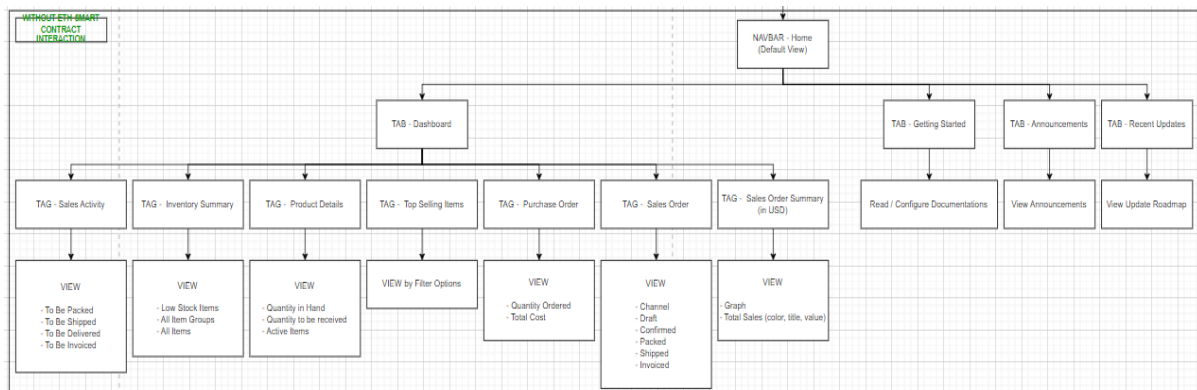 WITHOUT ETH SMART
CONTRACT
INTERACTION
NAVBAR - Home
(Default View)
TAB - Dashboard
TAB - Getting Started
TAB - Announcements
TAB - Recent Updates
TAG - Sales Activity
TAG - Inventory Summary
TAG - Product Details
TAG - Top Selling Items
TAG - Purchase Order
TAG - Sales Order
TAG - Sales Order Summary
(in USD)
Read / Configure Documentations
View Announcements
View Update Roadmap
VIEW
- To Be Packed
- To Be Shipped
- To Be Delivered
- To Be Invoiced
VIEW
- Low Stock Items
- All Item Groups
- All Items
VIEW
- Quantity in Hand
- Quantity to be received
- Active Items
VIEW by Filter Options
VIEW
- Quantity Ordered
- Total Cost
VIEW
- Channel
- Draft
- Confirmed
- Packed
- Shipped
- Invoiced
VIEW
- Graph
- Total Sales (color, title, value)